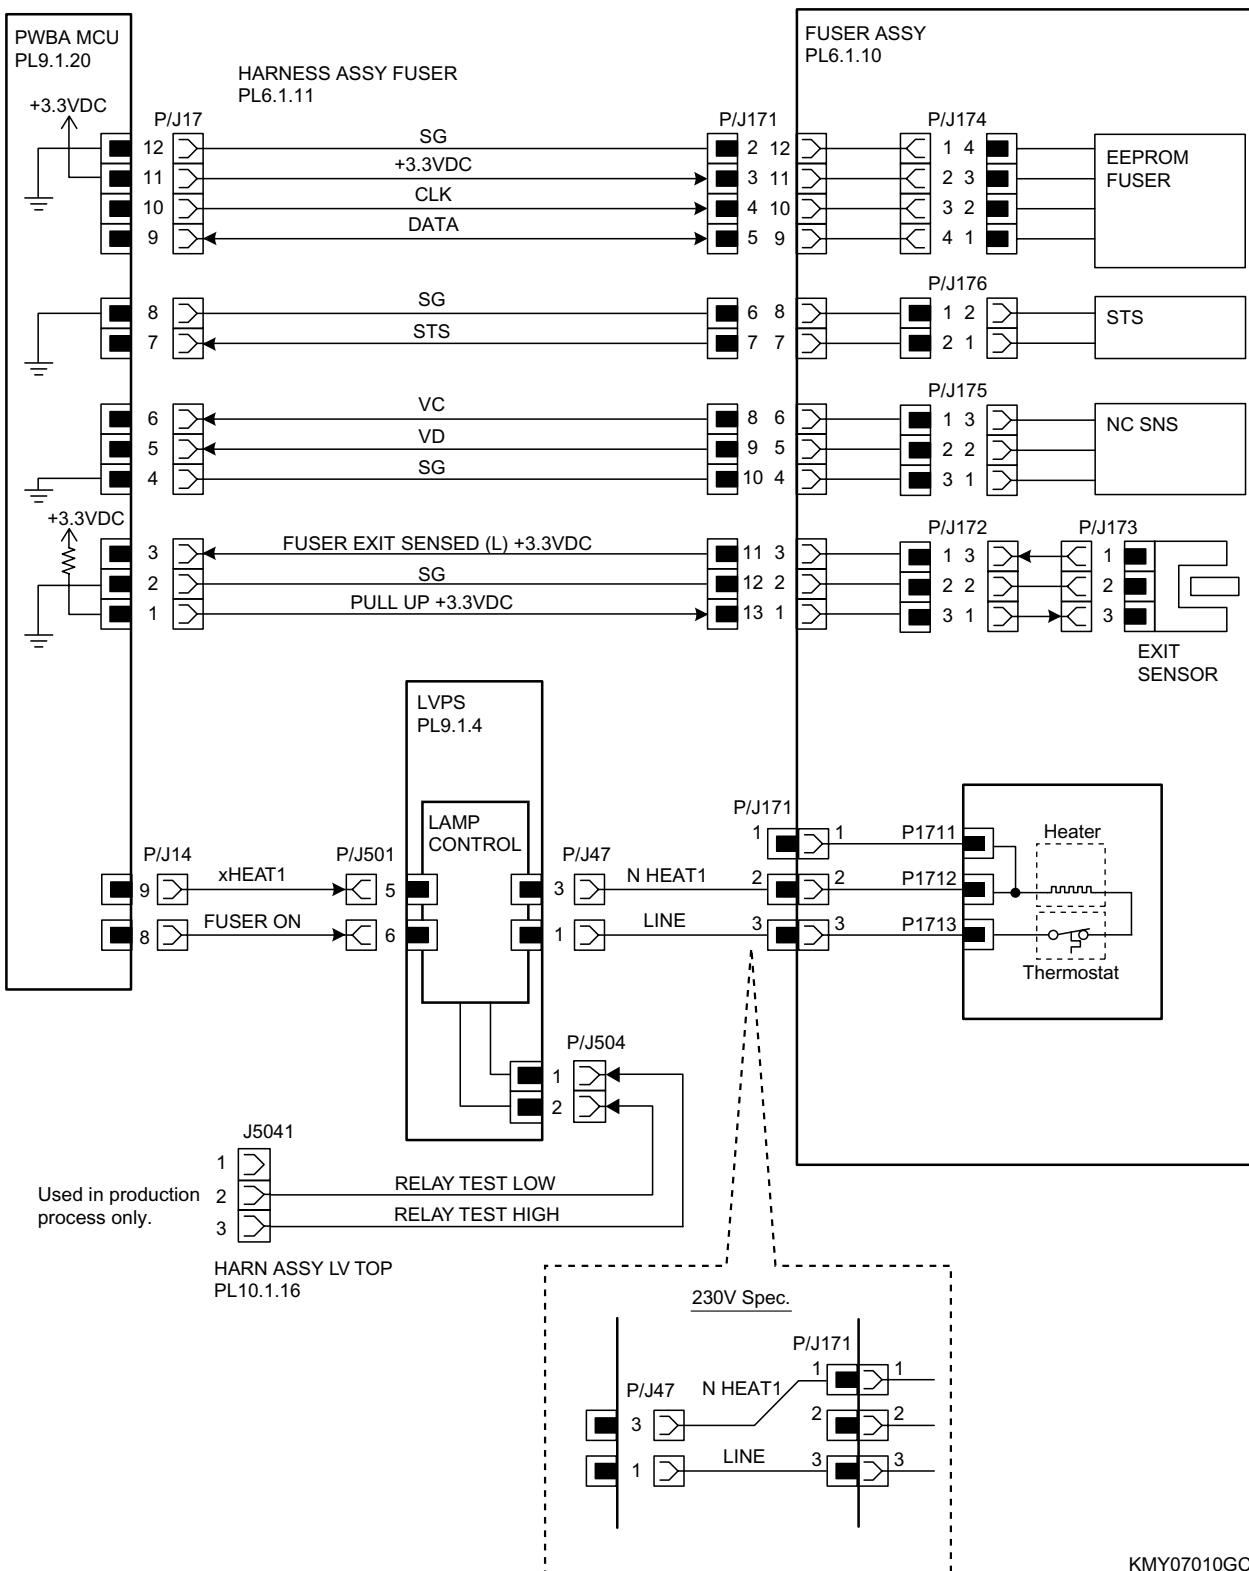 PWBA MCU
PL9.1.20
FUSER ASSY
PL6.1.10
HARNESS ASSY FUSER
PL6.1.11
+3.3VDC
P/J17
P/J171
P/J174
12 SG 2 12 1 4
11 +3.3VDC 3 11 2 3
10 CLK 4 10 3 2
9 DATA 5 9 4 1
EEPROM
FUSER
P/J176
8 SG 6 8 1 2
7 STS 7 7 2 1
STS
P/J175
6 VC 8 6 1 3
5 VD 9 5 2 2
4 SG 10 4 3 1
NC SNS
+3.3VDC
P/J172
P/J173
3 FUSER EXIT SENSED (L) +3.3VDC 11 3 1 3 1
2 SG 12 2 2 2 2
1 PULL UP +3.3VDC 13 1 3 1 3
EXIT
SENSOR
LVPS
PL9.1.4
LAMP
CONTROL
P/J171
1 1 P1711
Heater
P/J14
P/J501
P/J47
9 xHEAT1 5 3 N HEAT1 2 2 P1712
8 FUSER ON 6 1 LINE 3 3 P1713
Thermostat
P/J504
1
2
J5041
1
2 RELAY TEST LOW
3 RELAY TEST HIGH
Used in production
process only.
HARN ASSY LV TOP
PL10.1.16
230V Spec.
P/J171
1 1
P/J47
N HEAT1
3 2 2
1 LINE 3 3
KMY07010GC